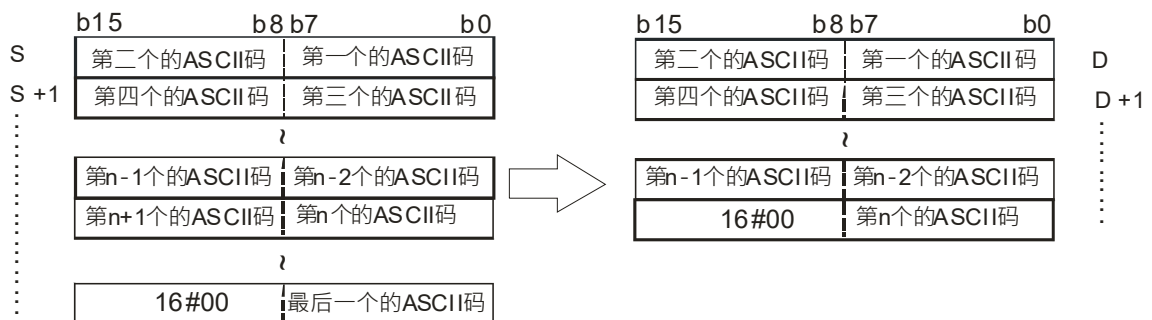 b15 b8 b7 b0 b15 b8 b7 b0
S 第二个的ASCII码 第一个的ASCII码 第二个的ASCII码 第一个的ASCII码 D
S +1 第四个的ASCII码 第三个的ASCII码 第四个的ASCII码 第三个的ASCII码 D +1
~ ~
第n-1个的ASCII码 第n-2个的ASCII码 第n-1个的ASCII码 第n-2个的ASCII码
第n+1个的ASCII码 第n个的ASCII码 16#00 第n个的ASCII码
~
16#00 最后一个的ASCII码